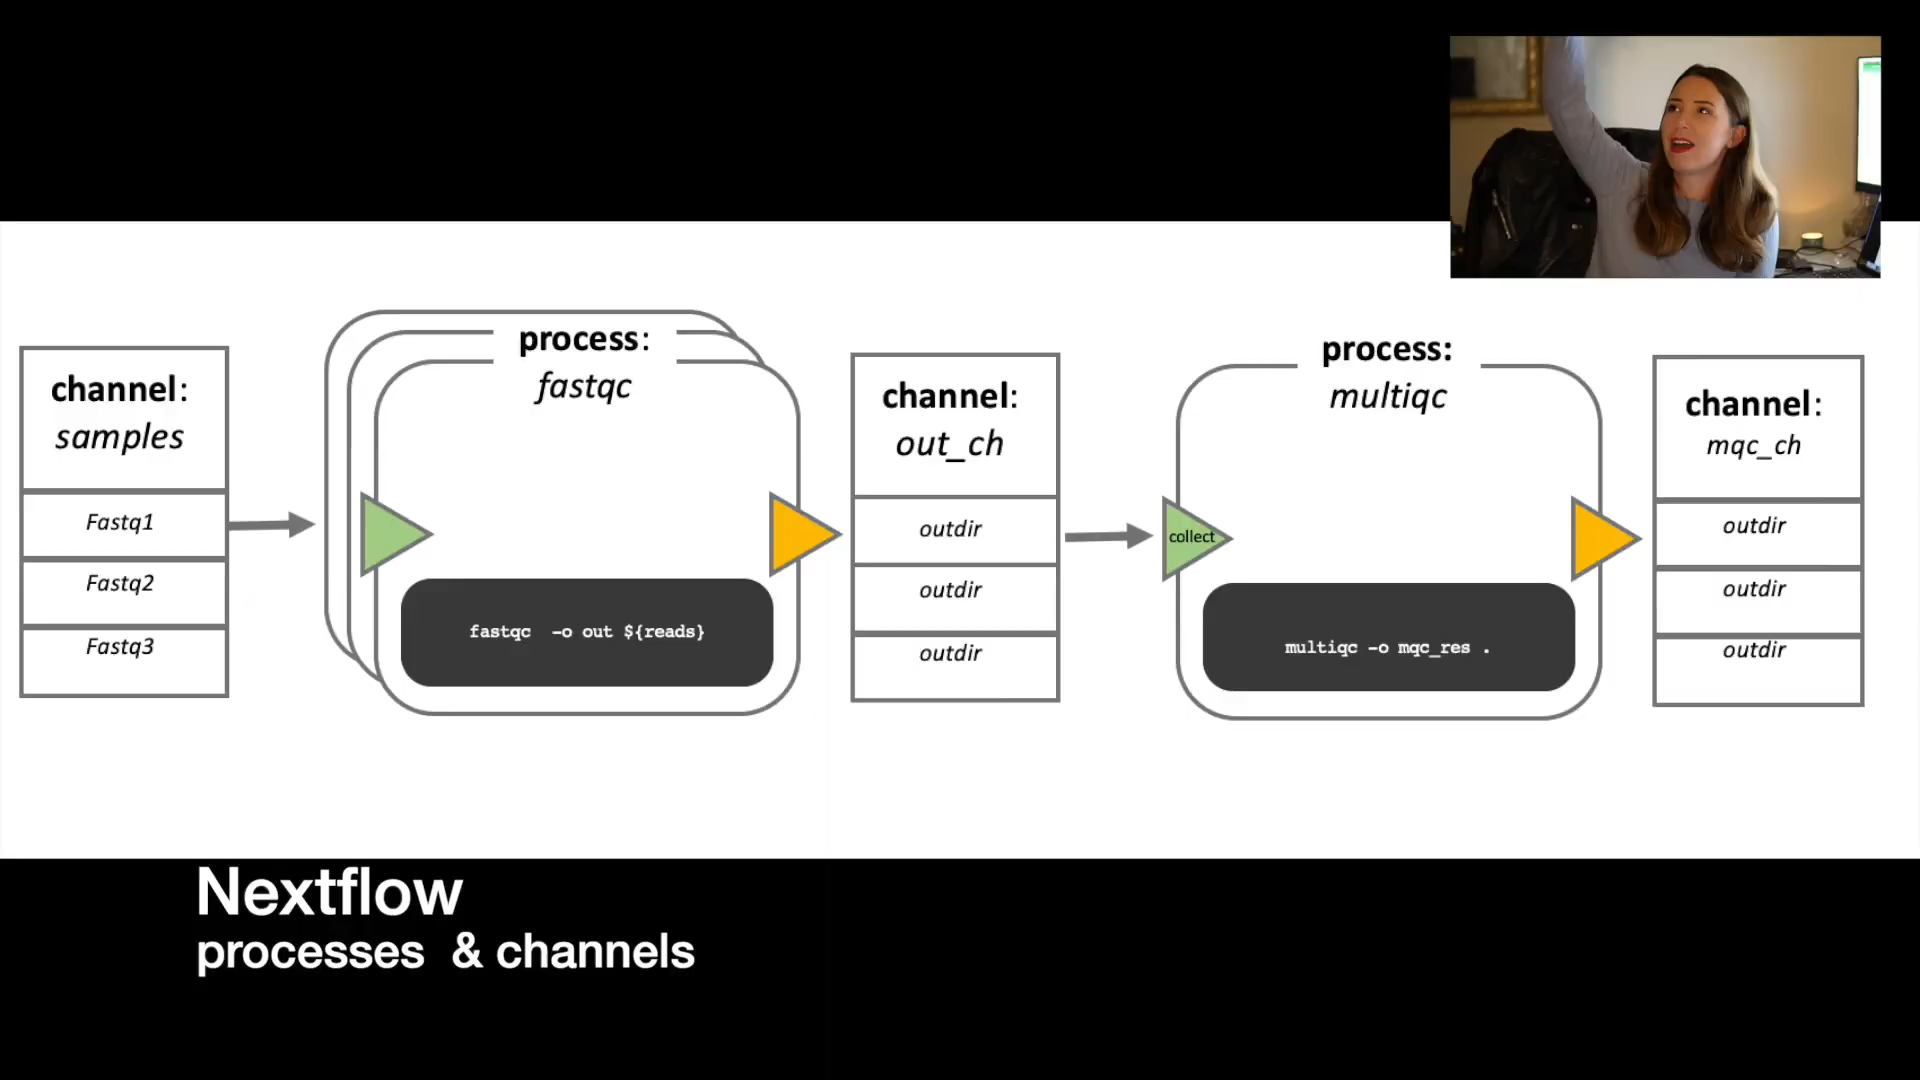 channel:
samples
Fastq1
Fastq2
Fastq3
process:
fastqc
fastqc -o out ${reads}
channel:
out_ch
outdir
outdir
outdir
process:
multiqc
collect
multiqc -o mqc_res .
channel:
mqc_ch
outdir
outdir
outdir
Nextflow
processes & channels